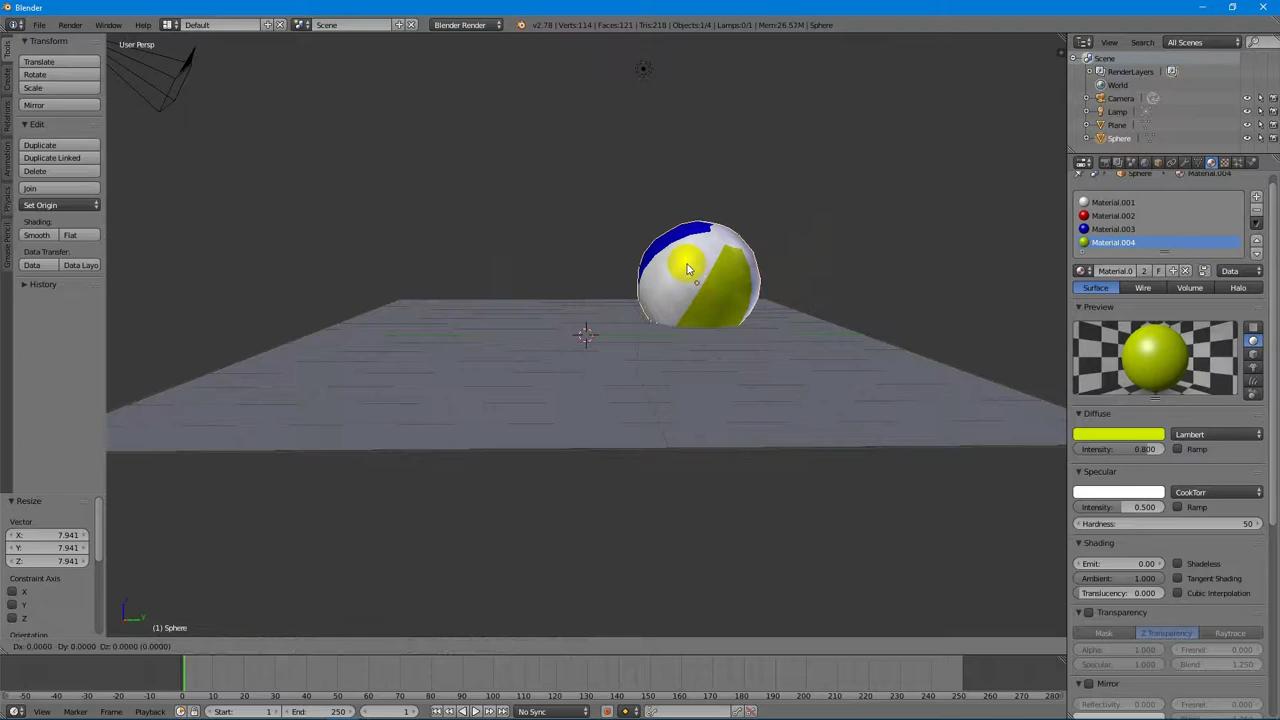 Blender
File Render Window Help Default Scene Blender Render v2.78 | Verts:114 | Faces:121 | Tris:218 | Objects:1/4 | Lamps:0/1 | Mem:26.57M | Sphere
Transform
Translate
Rotate
Scale
Mirror
Edit
Duplicate
Duplicate Linked
Delete
Join
Set Origin
Shading:
Smooth Flat
Data Transfer:
Data Data Layo
History
Tools
Create
Relations
Animation
Physics
Grease Pencil
Resize
Vector
X: 7.941
Y: 7.941
Z: 7.941
Constraint Axis
X
Y
Z
Orientation
User Persp
(1) Sphere
Dx: 0.0000 Dy: 0.0000 Dz: 0.0000 (0.0000)
View Search All Scenes
Scene
RenderLayers
World
Camera
Lamp
Plane
Sphere
Sphere Material.004
Material.001
Material.002
Material.003
Material.004
Material.0 2 F Data
Surface Wire Volume Halo
Preview
Diffuse
Lambert
Intensity: 0.800 Ramp
Specular
CookTorr
Intensity: 0.500 Ramp
Hardness: 50
Shading
Emit: 0.00 Shadeless
Ambient: 1.000 Tangent Shading
Translucency: 0.000 Cubic Interpolation
Transparency
Mask Z Transparency Raytrace
Alpha: 1.000 Fresnel: 0.000
Specular: 1.000 Blend: 1.250
Mirror
Reflectivity: 0.000 Fresnel: 0.000
-50 -40 -30 -20 -10 0 10 20 30 40 50 60 70 80 90 100 110 120 130 140 150 160 170 180 190 200 210 220 230 240 250 260 270 280
View Marker Frame Playback Start: 1 End: 250 1 No Sync